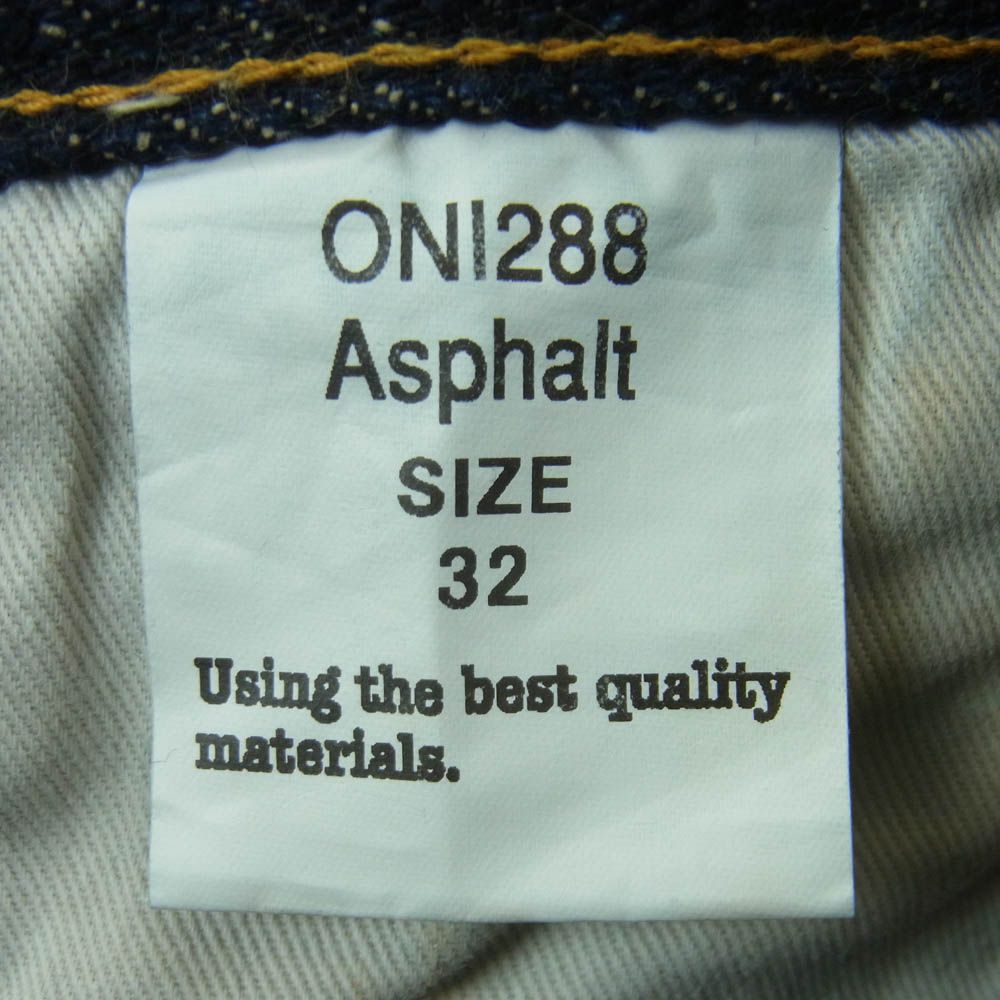 ONI288
Asphalt
SIZE
32
Using the best quality
materials.